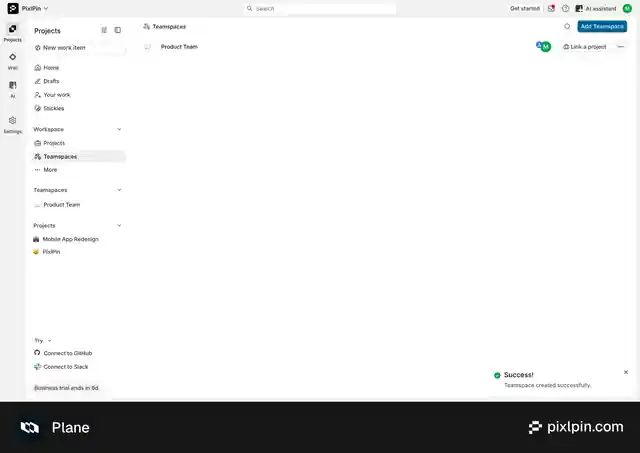 PixlPin
Search
Get started
AI assistant
M
Projects
Wiki
AI
Settings
Projects
New work item
Home
Drafts
Your work
Stickies
Workspace
Projects
Teamspaces
More
Teamspaces
Product Team
Projects
Mobile App Redesign
PixlPin
Try
Connect to GitHub
Connect to Slack
Business trial ends in 6d
Teamspaces
Add Teamspace
Product Team
M
Link a project
Success!
Teamspace created successfully.
Plane
pixlpin.com